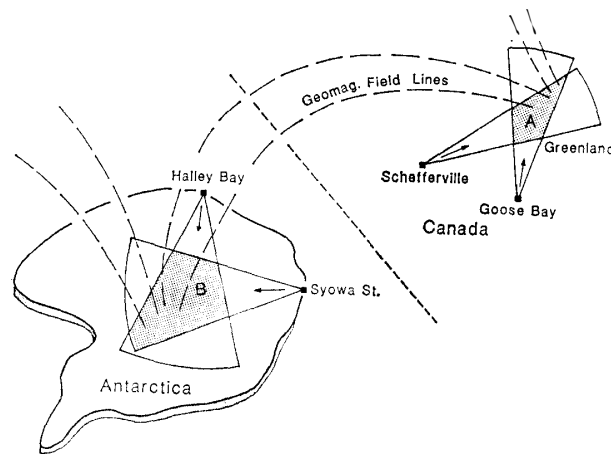 Geomag. Field Lines
A
Greenland
Schefferville
Goose Bay
Canada
Halley Bay
B
Syowa St.
Antarctica